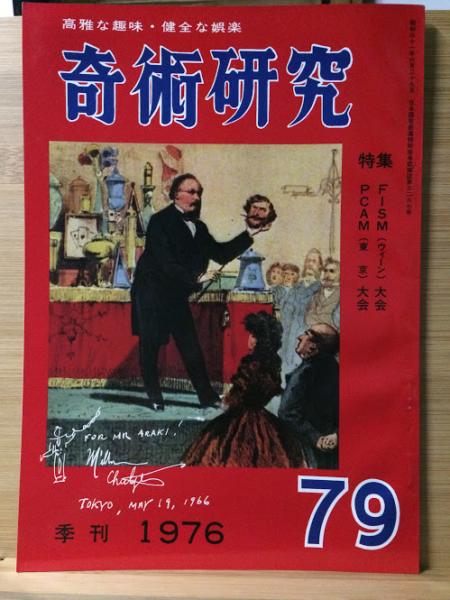 高雅な趣味・健全な娯楽
奇術研究
特集
FISM(ウィーン)大会
PCAM(東京)大会
FOR MR ARAKI!
TOKYO, MAY 19, 1966
季刊 1976
79